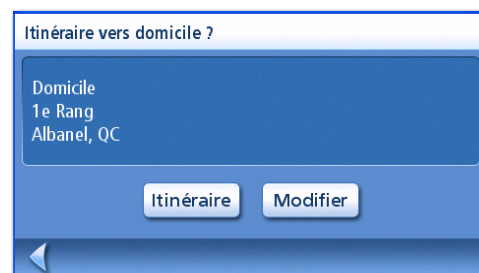 Itinéraire vers domicile ?
Domicile
1e Rang
Albanel, QC
Itinéraire Modifier